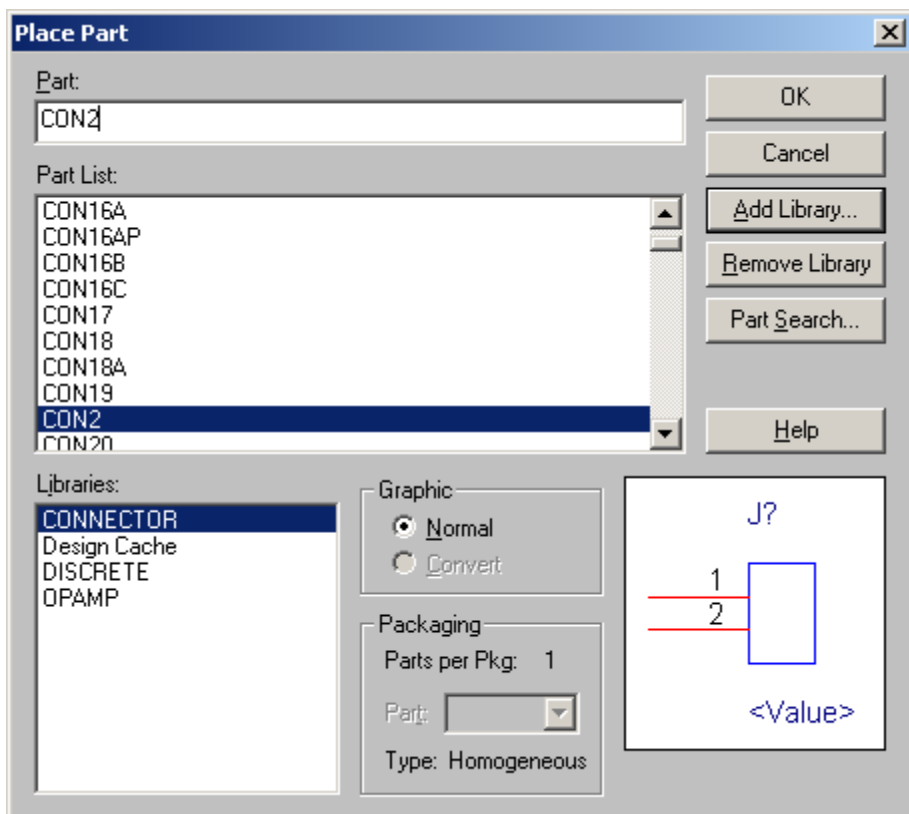 Place Part
Part:
CON2
OK
Cancel
Part List:
CON16A
CON16AP
CON16B
CON16C
CON17
CON18
CON18A
CON19
CON2
CON20
Add Library...
Remove Library
Part Search...
Help
Libraries:
CONNECTOR
Design Cache
DISCRETE
OPAMP
Graphic
Normal
Convert
Packaging
Parts per Pkg: 1
Part:
Type: Homogeneous
J?
1
2
<Value>